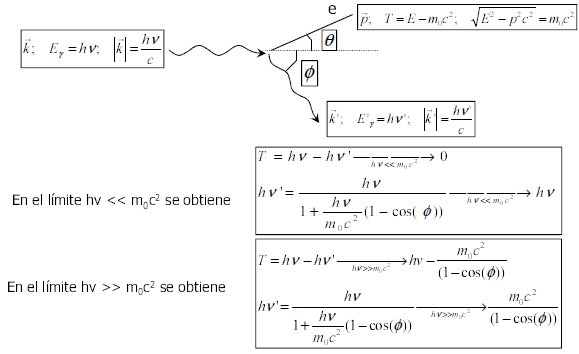 e
k⃗; E_γ = hν; |k⃗| = hν/c
p⃗, T = E − m₀c²; √(E² − p²c²) = m₀c²
θ
ϕ
k⃗'; E'_γ = hν'; |k⃗'| = hν'/c
T = hν − hν' —hν<<m₀c²→ 0
En el límite hν << m₀c² se obtiene
hν' = hν / (1 + (hν/m₀c²)(1 − cos(ϕ))) —hν<<m₀c²→ hν
T = hν − hν' —hν>>m₀c²→ hν − m₀c²/(1 − cos(ϕ))
En el límite hν >> m₀c² se obtiene
hν' = hν / (1 + (hν/m₀c²)(1 − cos(ϕ))) —hν>>m₀c²→ m₀c²/(1 − cos(ϕ))